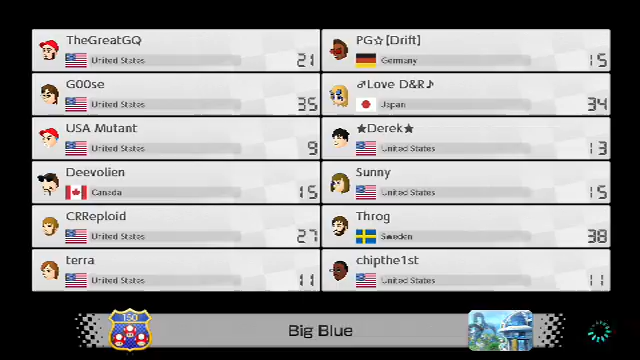 TheGreatGQ
United States
21
G00se
United States
35
USA Mutant
United States
9
Deevolien
Canada
15
CRReploid
United States
27
terra
United States
11
PG☆[Drift]
Germany
15
♂Love D&R♪
Japan
34
★Derek★
United States
13
Sunny
United States
15
Throg
Sweden
38
chipthe1st
United States
11
150
Big Blue